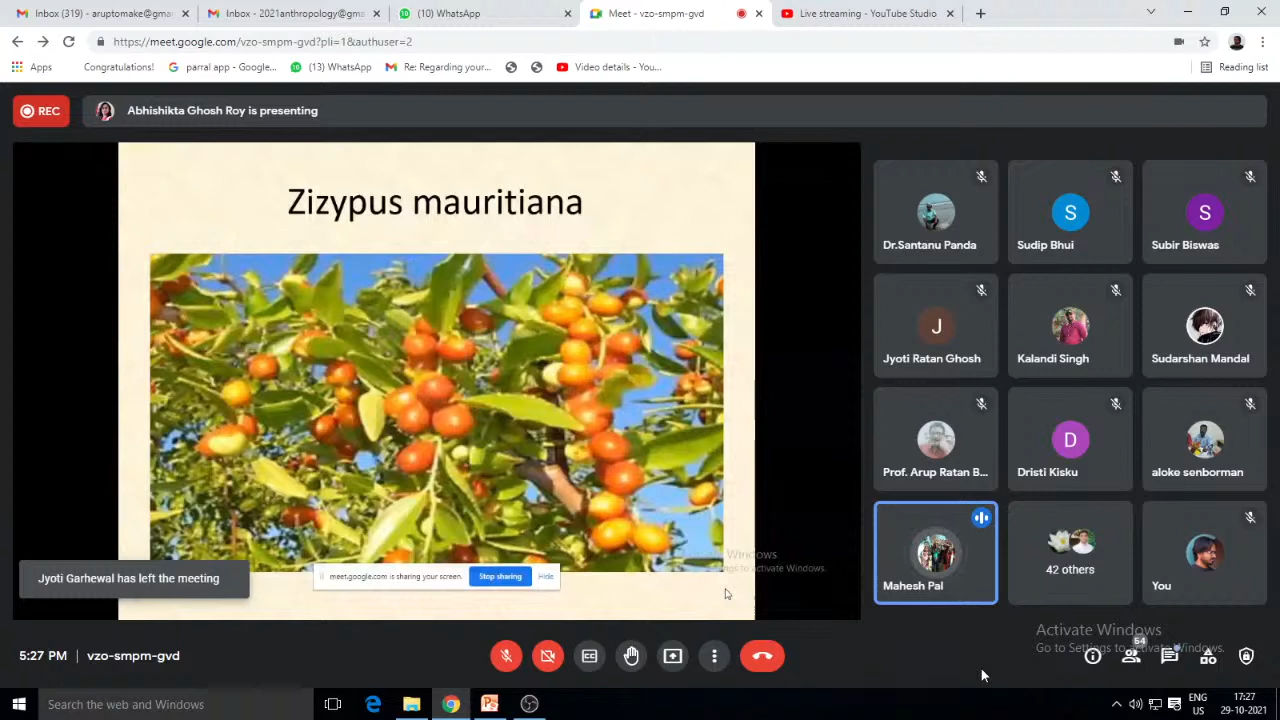 Inbox (319) - aruptomake@gma
Inbox - 2021anthropology@gm
(10) WhatsApp
Meet - vzo-smpm-gvd
Live streaming - YouTube Studio
https://meet.google.com/vzo-smpm-gvd?pli=1&authuser=2
Apps
Congratulations!
parral app - Google...
(13) WhatsApp
Re: Regarding your...
Video details - You...
Reading list
REC
Abhishikta Ghosh Roy is presenting
Zizypus mauritiana
Dr.Santanu Panda
S
Sudip Bhui
S
Subir Biswas
J
Jyoti Ratan Ghosh
Kalandi Singh
Sudarshan Mandal
Prof. Arup Ratan B...
D
Dristi Kisku
aloke senborman
Mahesh Pal
42 others
You
Windows
to activate Windows.
Jyoti Garhewal has left the meeting
meet.google.com is sharing your screen.
Stop sharing
Hide
Activate Windows
Go to Settings to activate Windows.
5:27 PM
vzo-smpm-gvd
54
Search the web and Windows
ENG
US
17:27
29-10-2021